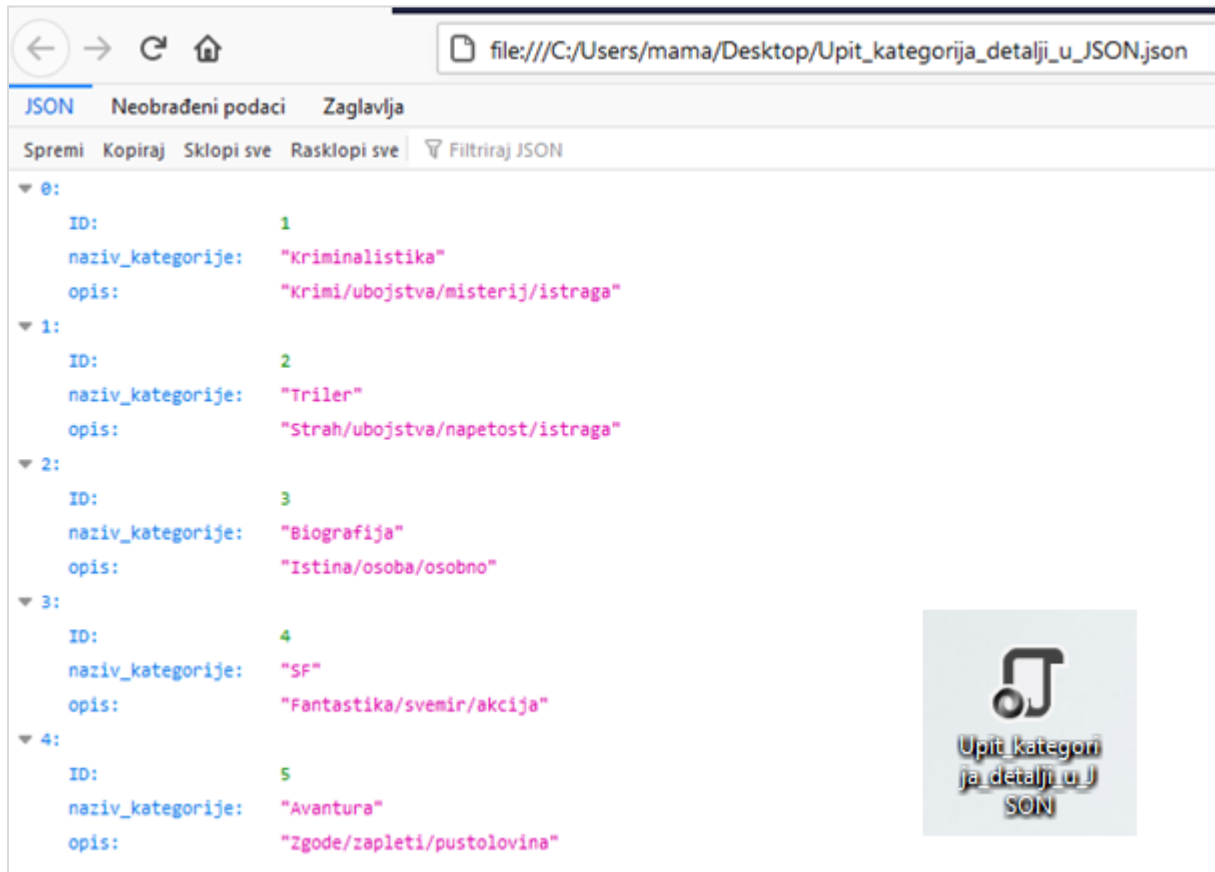 file:///C:/Users/mama/Desktop/Upit_kategorija_detalji_u_JSON.json
JSON Neobrađeni podaci Zaglavlja
Spremi Kopiraj Sklopi sve Rasklopi sve Filtriraj JSON
0:
ID: 1
naziv_kategorije: "Kriminalistika"
opis: "Krimi/ubojstva/misterij/istraga"
1:
ID: 2
naziv_kategorije: "Triler"
opis: "Strah/ubojstva/napetost/istraga"
2:
ID: 3
naziv_kategorije: "Biografija"
opis: "Istina/osoba/osobno"
3:
ID: 4
naziv_kategorije: "SF"
opis: "Fantastika/svemir/akcija"
4:
ID: 5
naziv_kategorije: "Avantura"
opis: "Zgode/zapleti/pustolovina"
Upit_kategori
ja_detalji_u_J
SON